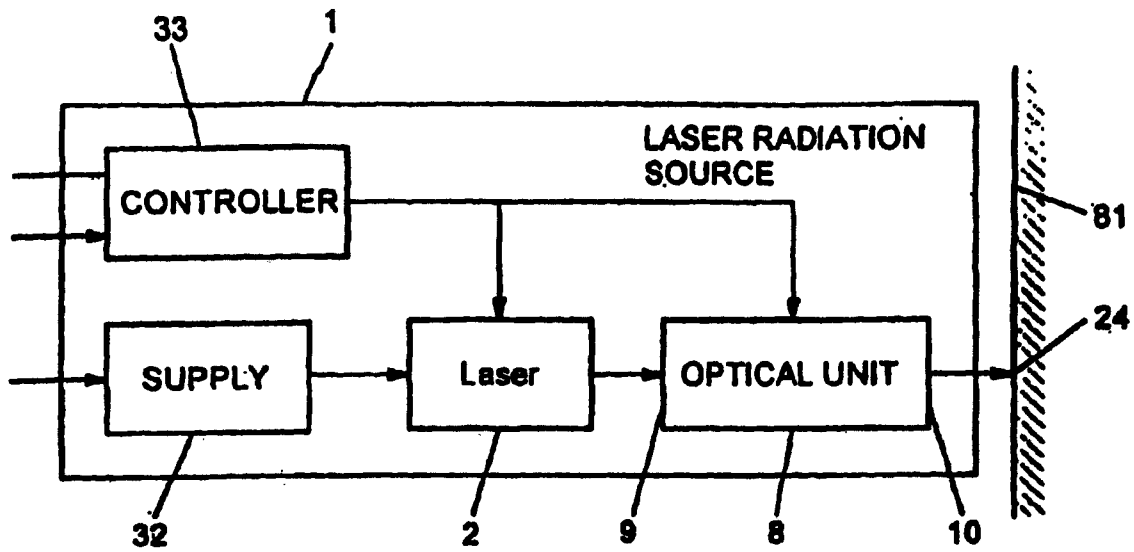 33
1
LASER RADIATION
SOURCE
CONTROLLER
81
24
SUPPLY
Laser
OPTICAL UNIT
32
2
9
8
10